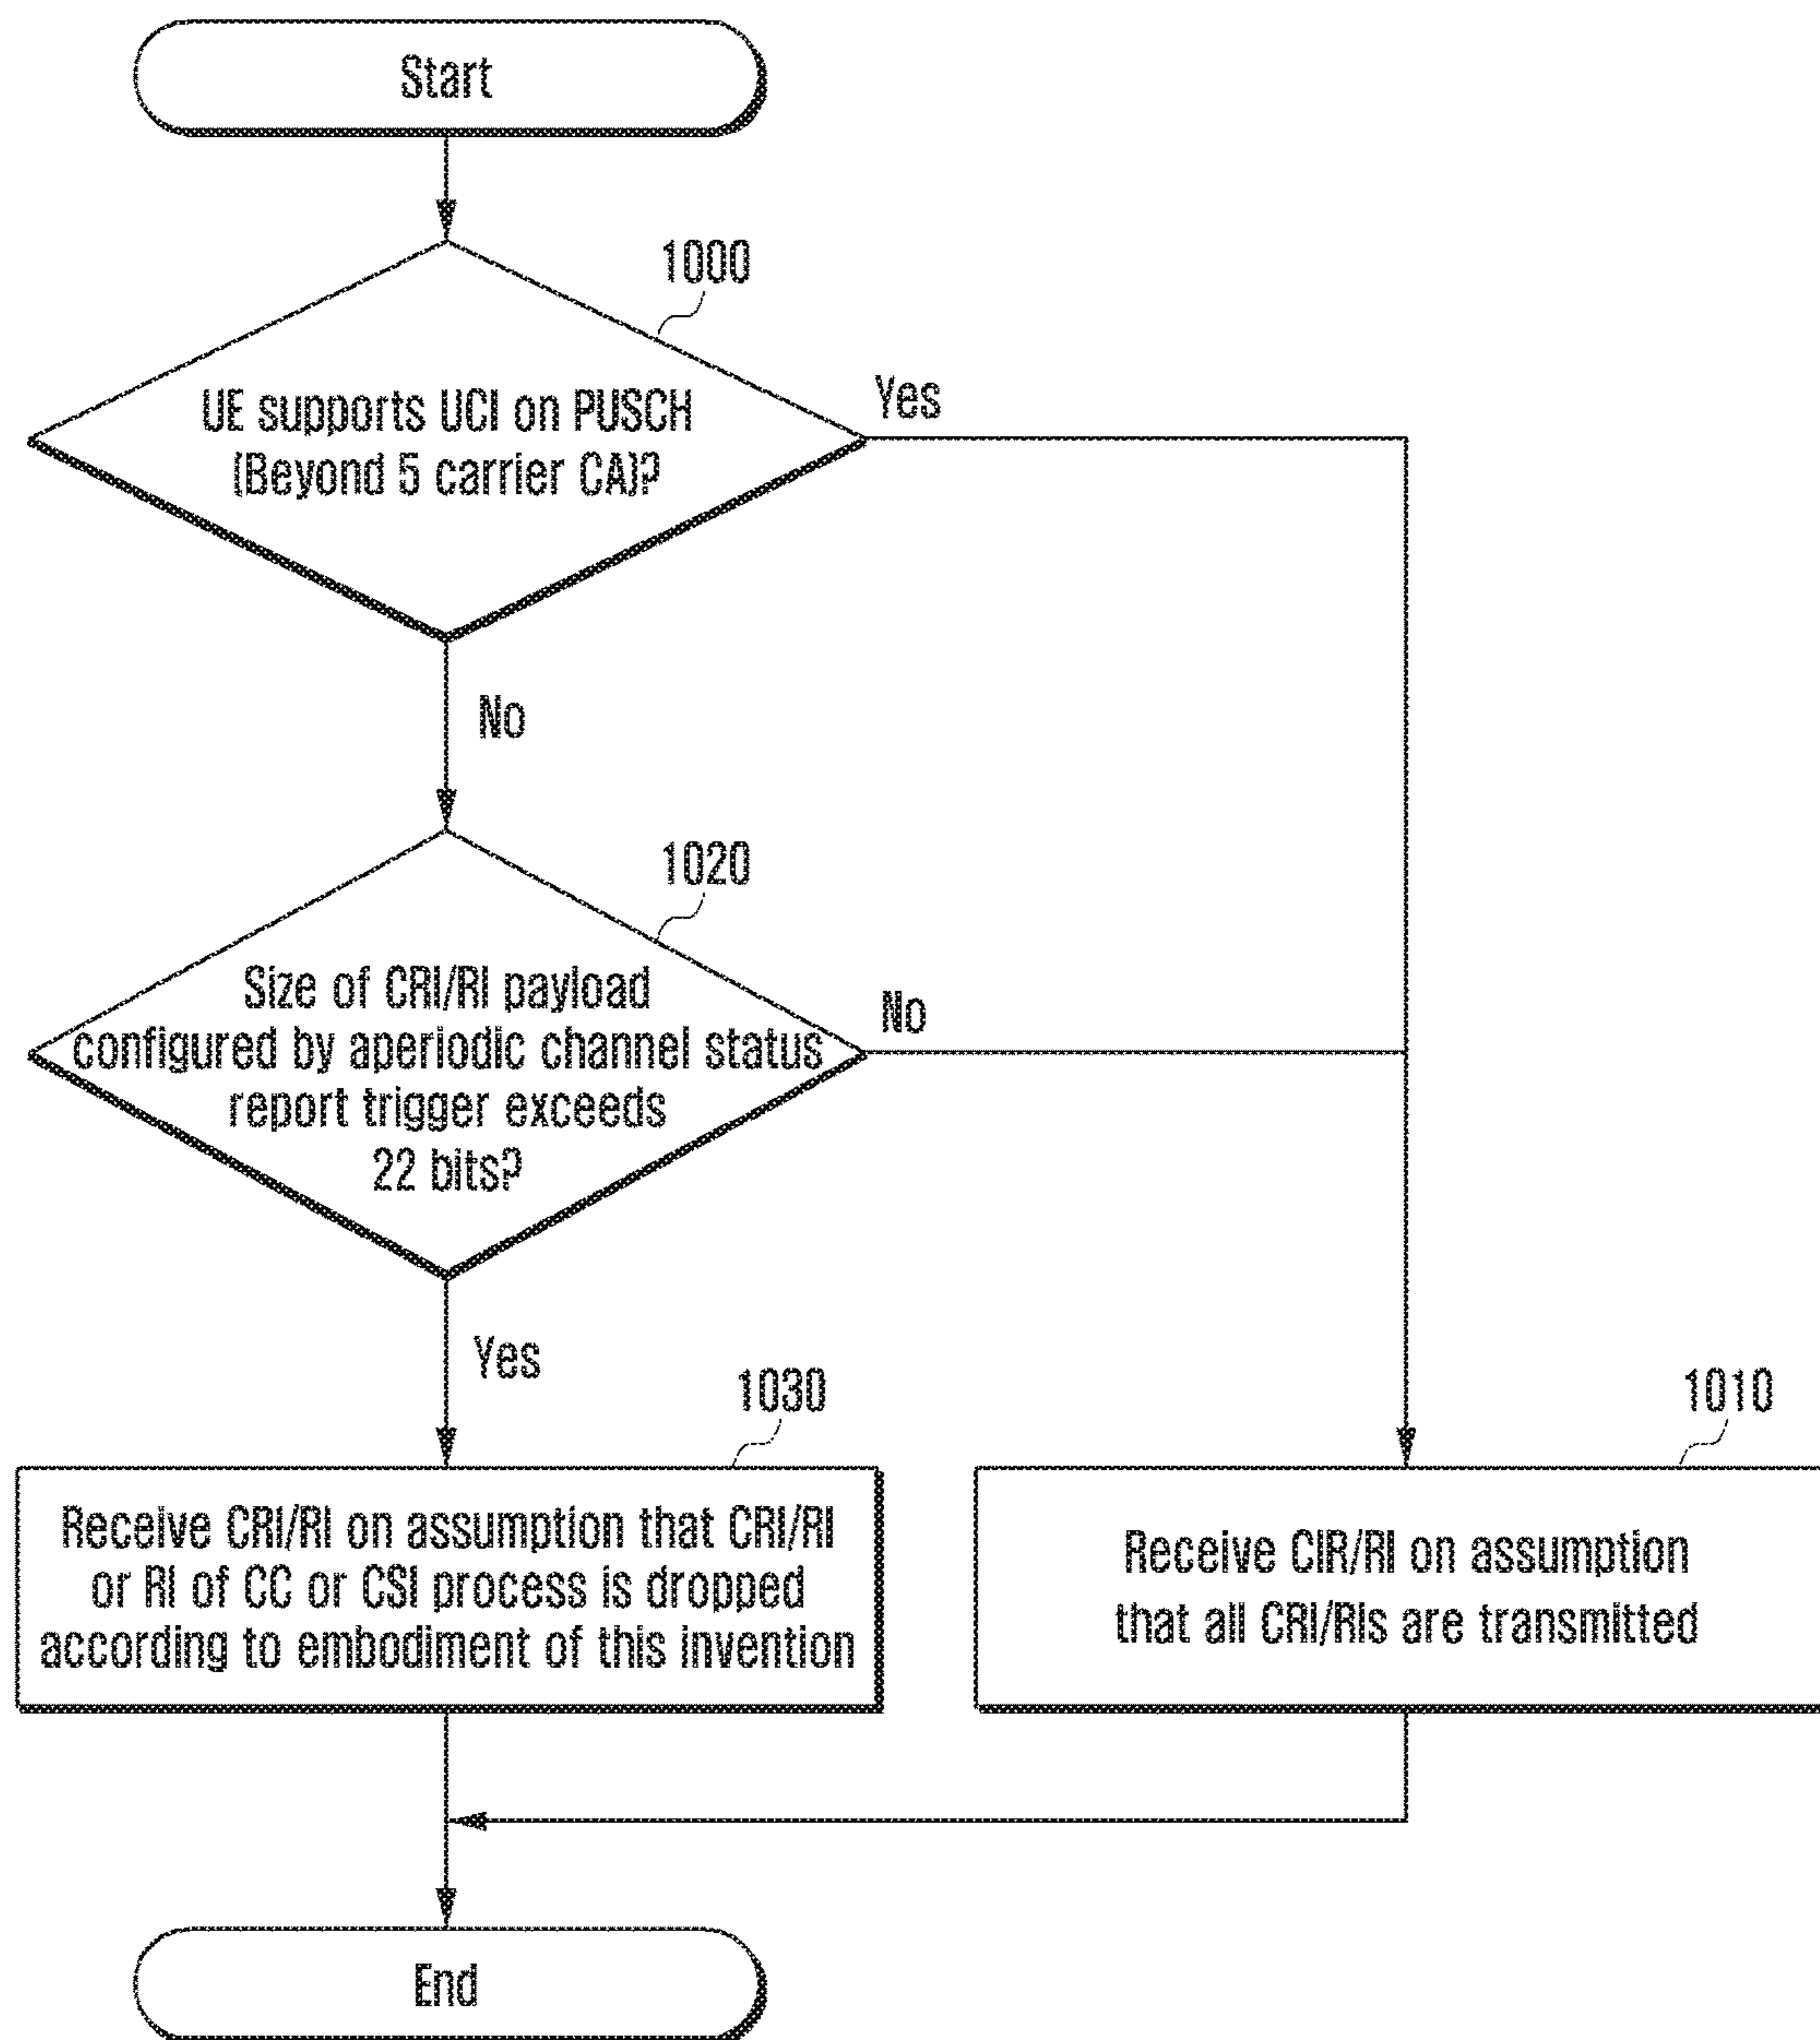 Start
1000
UE supports UCI on PUSCH
(Beyond 5 carrier CA)?
Yes
No
1020
Size of CRI/RI payload
configured by aperiodic channel status
report trigger exceeds
22 bits?
No
Yes
1030
1010
Receive CRI/RI on assumption that CRI/RI
or RI of CC or CSI process is dropped
according to embodiment of this invention
Receive CIR/RI on assumption
that all CRI/RIs are transmitted
End